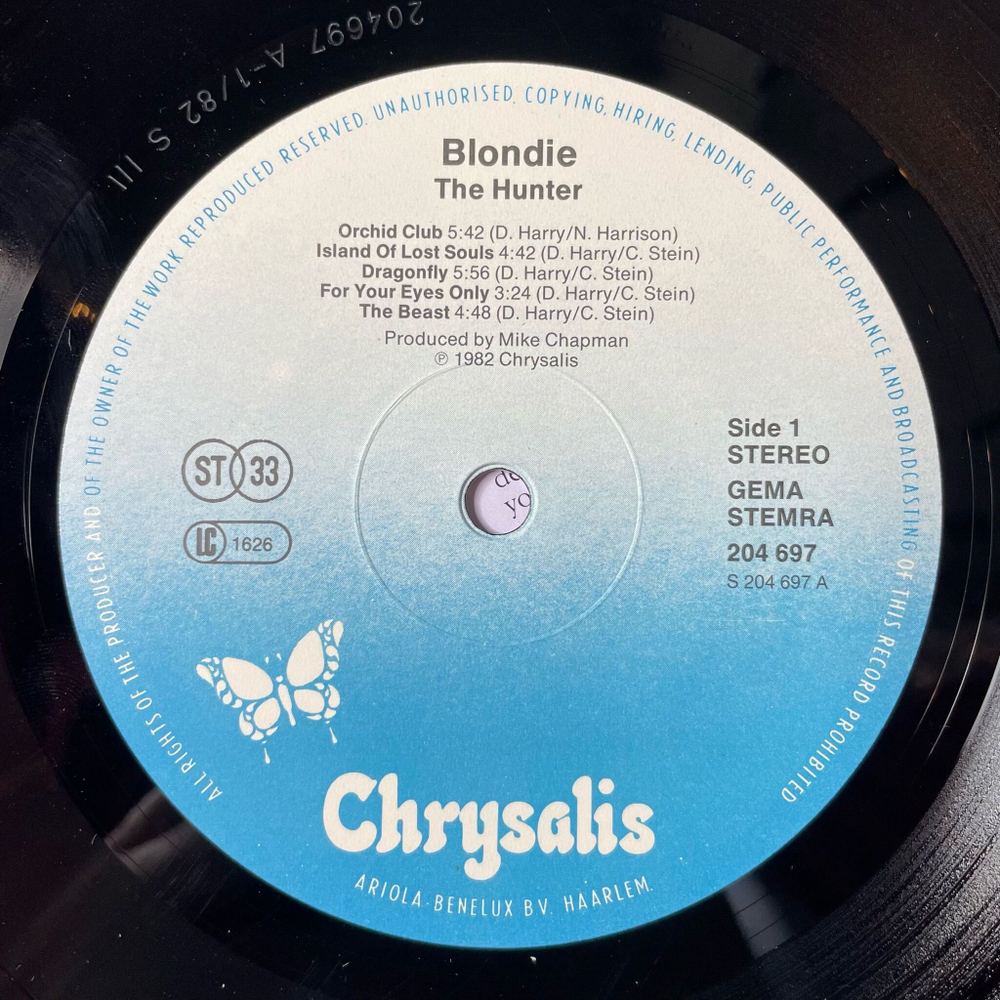 204697 A-1/82 S III
ALL RIGHTS OF THE PRODUCER AND OF THE OWNER OF THE WORK REPRODUCED RESERVED. UNAUTHORISED. COPYING, HIRING, LENDING, PUBLIC PERFORMANCE AND BROADCASTING OF THIS RECORD PROHIBITED
Blondie
The Hunter
Orchid Club 5:42 (D. Harry/N. Harrison)
Island Of Lost Souls 4:42 (D. Harry/C. Stein)
Dragonfly 5:56 (D. Harry/C. Stein)
For Your Eyes Only 3:24 (D. Harry/C. Stein)
The Beast 4:48 (D. Harry/C. Stein)
Produced by Mike Chapman
℗ 1982 Chrysalis
ST 33
LC 1626
Side 1
STEREO
GEMA
STEMRA
204 697
S 204 697 A
Chrysalis
ARIOLA-BENELUX B.V. HAARLEM.